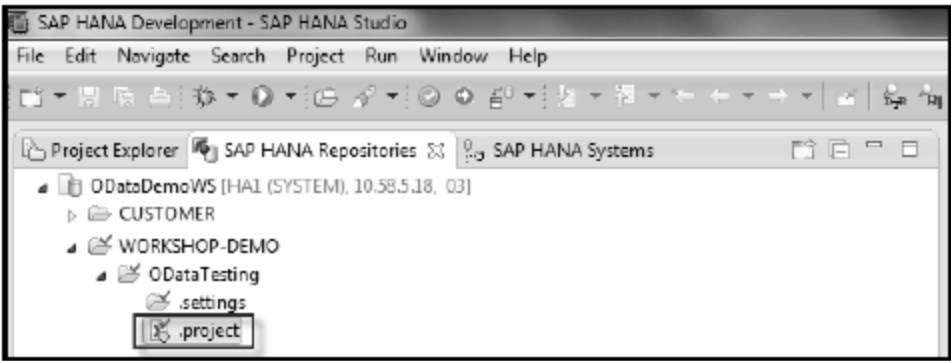 SAP HANA Development - SAP HANA Studio
File Edit Navigate Search Project Run Window Help
Project Explorer SAP HANA Repositories SAP HANA Systems
ODataDemoWS [HA1 (SYSTEM), 10.58.5.18, 03]
CUSTOMER
WORKSHOP-DEMO
ODataTesting
.settings
.project